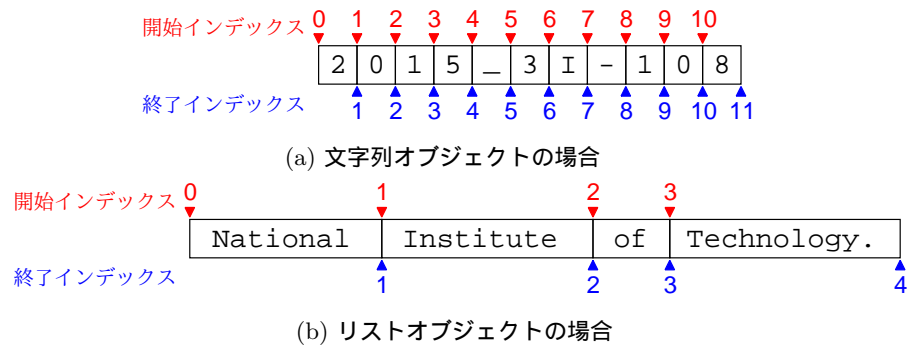 開始インデックス 0 1 2 3 4 5 6 7 8 9 10
2 0 1 5 _ 3 I - 1 0 8
終了インデックス 1 2 3 4 5 6 7 8 9 10 11
(a) 文字列オブジェクトの場合
開始インデックス 0 1 2 3
National Institute of Technology.
終了インデックス 1 2 3 4
(b) リストオブジェクトの場合